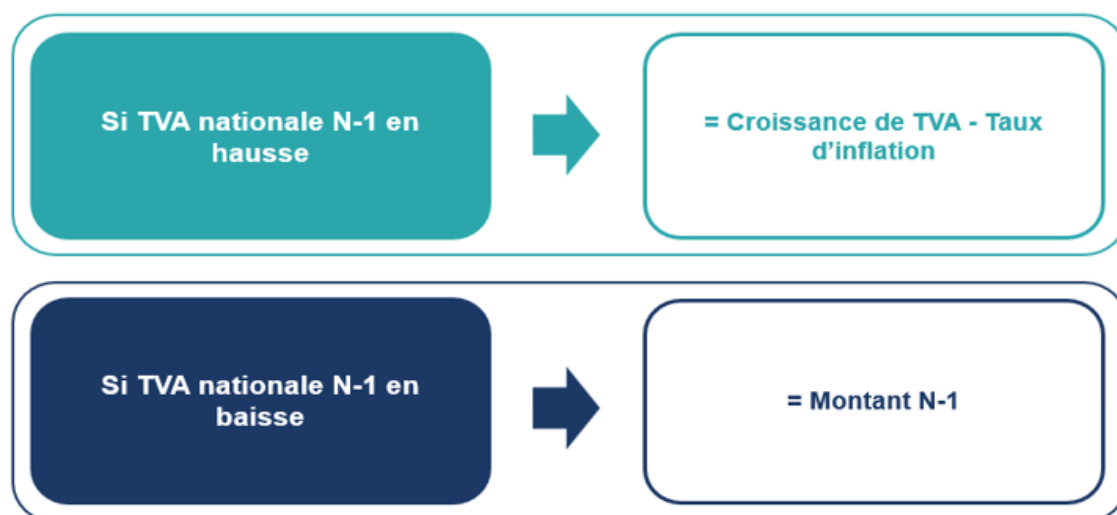 Si TVA nationale N-1 en
hausse
= Croissance de TVA - Taux
d'inflation
Si TVA nationale N-1 en
baisse
= Montant N-1